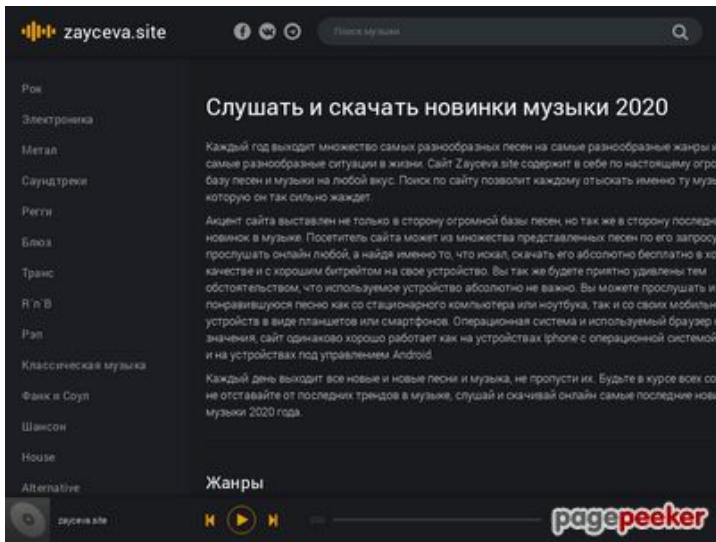 zayceva.site
Поиск музыки
Рок
Электроника
Метал
Саундтреки
Регги
Блюз
Транс
R`n`B
Рэп
Классическая музыка
Фанк и Соул
Шансон
House
Alternative
Слушать и скачать новинки музыки 2020
Каждый год выходит множество самых разнообразных песен на самые разнообразные жанры и
самые разнообразные ситуации в жизни. Сайт Zayceva.site содержит в себе по настоящему огро
базу песен и музыки на любой вкус. Поиск по сайту позволит каждому отыскать именно ту музы
которую он так сильно жаждет.
Акцент сайта выставлен не только в сторону огромной базы песен, но так же в сторону последн
новинок в музыке. Посетитель сайта может из множества представленных песен по его запросу
прослушать онлайн любой, а найдя именно то, что искал, скачать его абсолютно бесплатно в хо
качестве и с хорошим битрейтом на свое устройство. Вы так же будете приятно удивлены тем
обстоятельством, что используемое устройство абсолютно не важно. Вы можете прослушать и
понравившуюся песню как со стационарного компьютера или ноутбука, так и со своих мобильн
устройств в виде планшетов или смартфонов. Операционная система и используемый браузер
значения, сайт одинаково хорошо работает как на устройствах Iphone с операционной системой
и на устройствах под управлением Android.
Каждый день выходит все новые и новые песни и музыка, не пропусти их. Будьте в курсе всех со
не отставайте от последних трендов в музыке, слушай и скачивай онлайн самые последние нови
музыки 2020 года.
Жанры
zayceva.site
pagepeeker